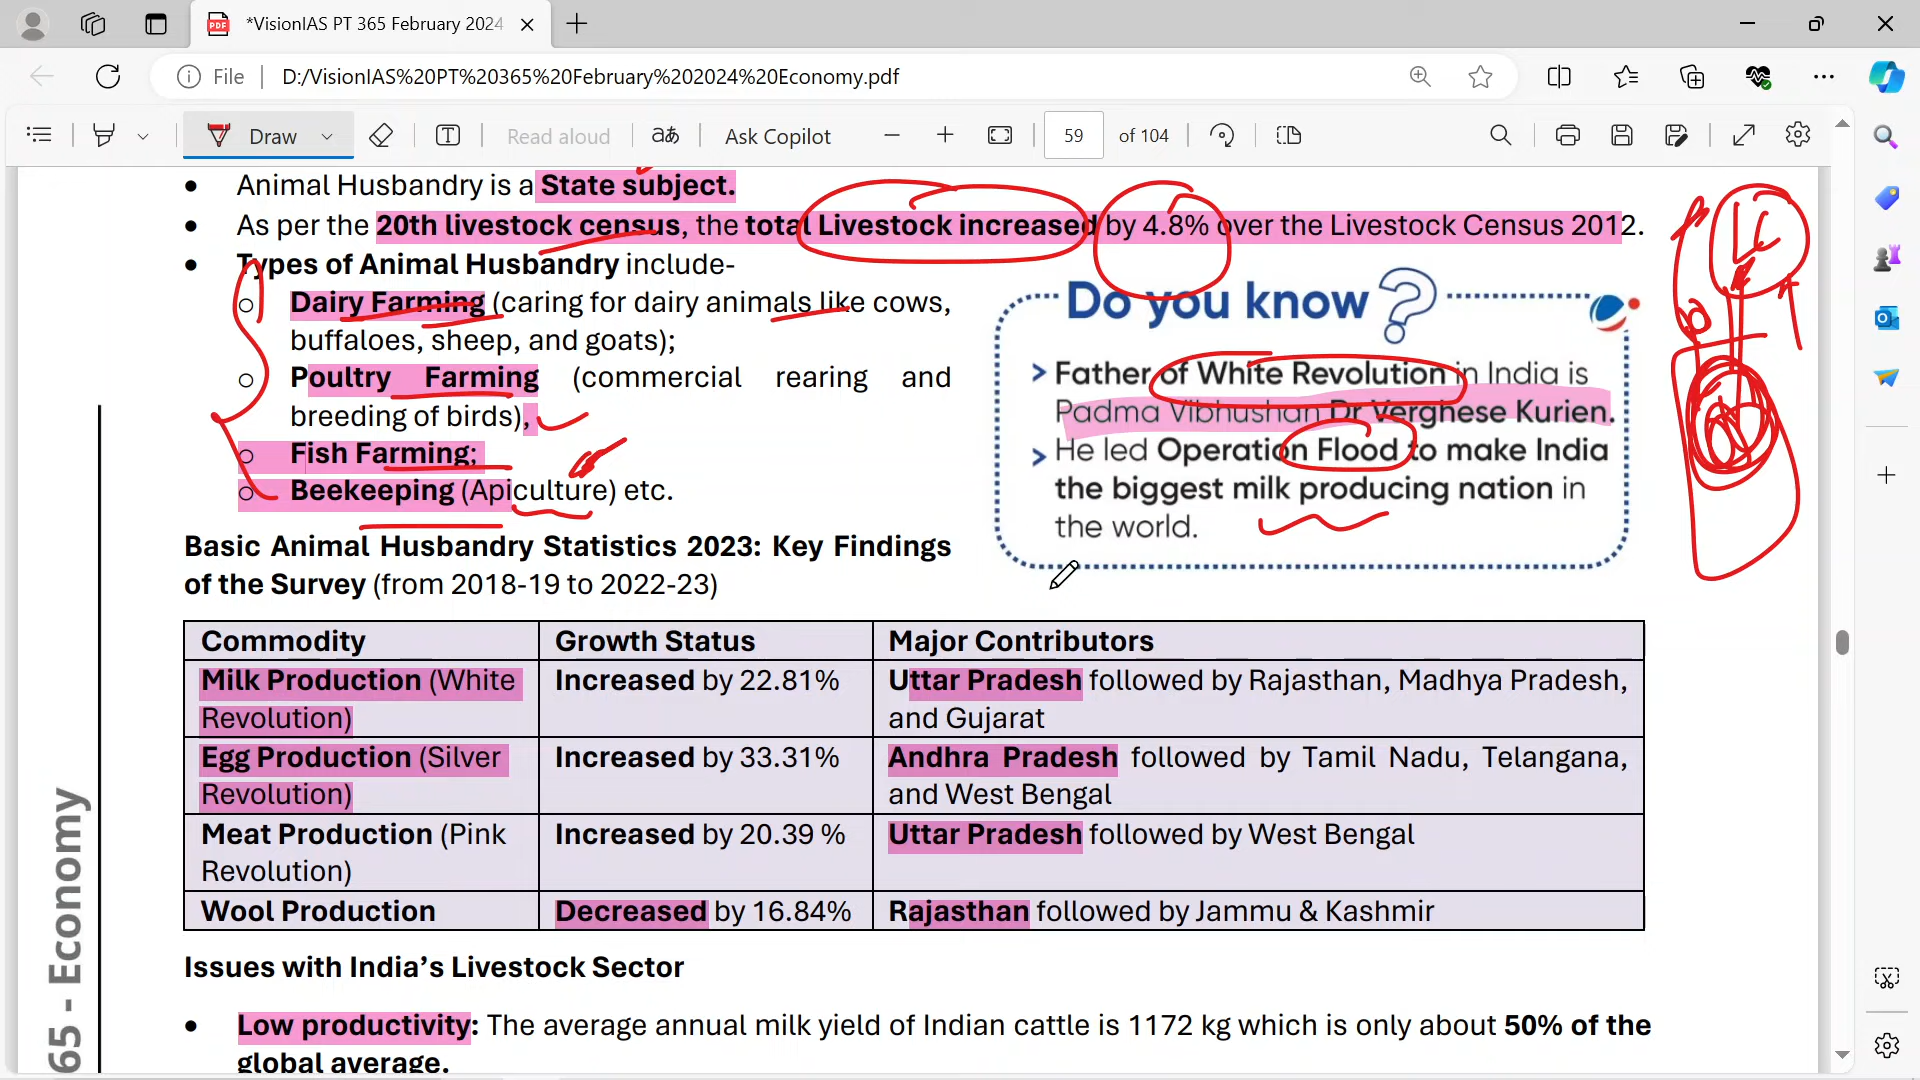 *VisionIAS PT 365 February 2024
File
D:/VisionIAS%20PT%20365%20February%202024%20Economy.pdf
Draw
Read aloud
Ask Copilot
59
of 104
• Animal Husbandry is a State subject.
• As per the 20th livestock census, the total Livestock increased by 4.8% over the Livestock Census 2012.
• Types of Animal Husbandry include-
o Dairy Farming (caring for dairy animals like cows,
buffaloes, sheep, and goats);
o Poultry Farming (commercial rearing and
breeding of birds),
o Fish Farming;
o Beekeeping (Apiculture) etc.
Do you know?
Father of White Revolution in India is
Padma Vibhushan Dr Verghese Kurien.
He led Operation Flood to make India
the biggest milk producing nation in
the world.
LC
Basic Animal Husbandry Statistics 2023: Key Findings
of the Survey (from 2018-19 to 2022-23)
Commodity Growth Status Major Contributors
Milk Production (White Increased by 22.81% Uttar Pradesh followed by Rajasthan, Madhya Pradesh,
Revolution) and Gujarat
Egg Production (Silver Increased by 33.31% Andhra Pradesh followed by Tamil Nadu, Telangana,
Revolution) and West Bengal
Meat Production (Pink Increased by 20.39 % Uttar Pradesh followed by West Bengal
Revolution)
Wool Production Decreased by 16.84% Rajasthan followed by Jammu & Kashmir
Issues with India's Livestock Sector
• Low productivity: The average annual milk yield of Indian cattle is 1172 kg which is only about 50% of the
global average.
65 - Economy